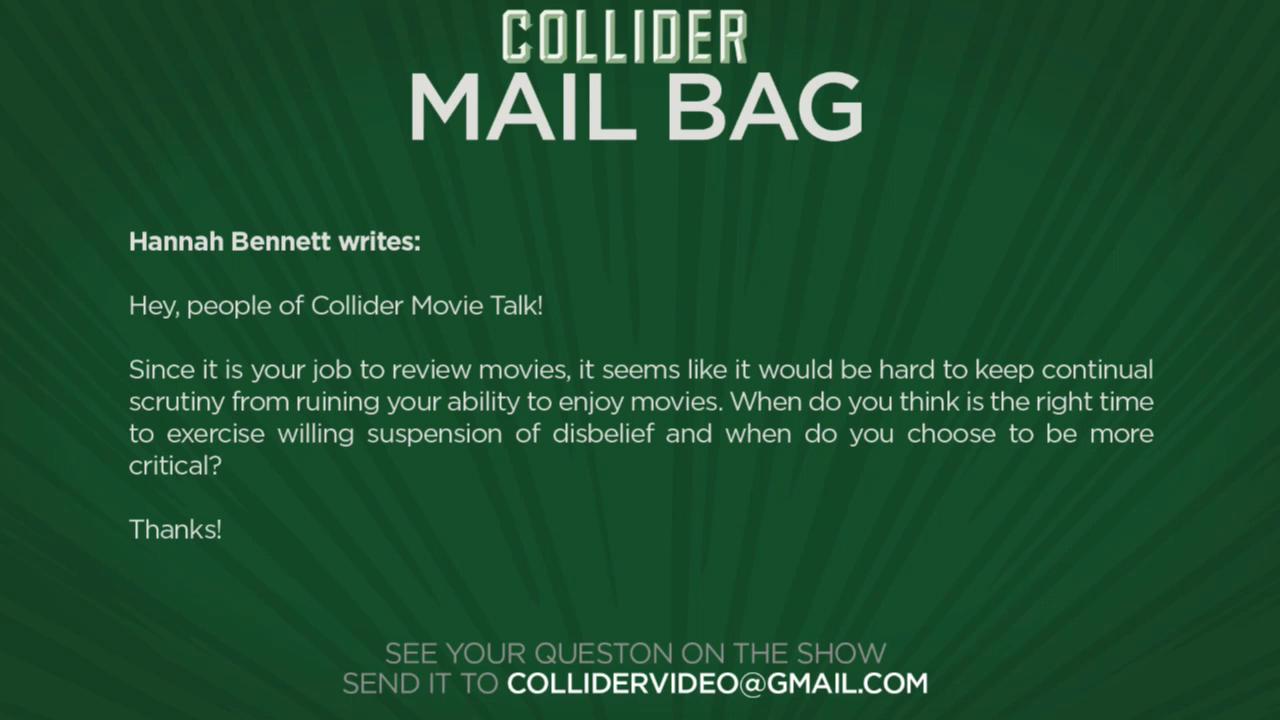 COLLIDER
MAIL BAG
Hannah Bennett writes:
Hey, people of Collider Movie Talk!
Since it is your job to review movies, it seems like it would be hard to keep continual
scrutiny from ruining your ability to enjoy movies. When do you think is the right time
to exercise willing suspension of disbelief and when do you choose to be more
critical?
Thanks!
SEE YOUR QUESTON ON THE SHOW
SEND IT TO COLLIDERVIDEO@GMAIL.COM